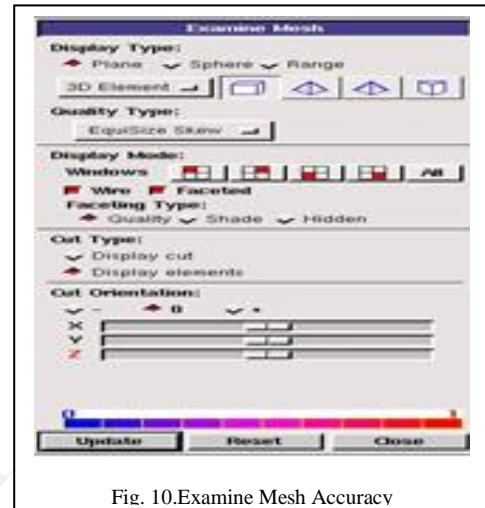 Examine Mesh
Display Type:
Plane Sphere Range
3D Element
Quality Type:
EquiSize Skew
Display Mode:
Windows All
Wire Faceted
Faceting Type:
Quality Shade Hidden
Cut Type:
Display cut
Display elements
Cut Orientation:
- 0 +
X
Y
Z
0 1
Update Reset Close
Fig. 10.Examine Mesh Accuracy